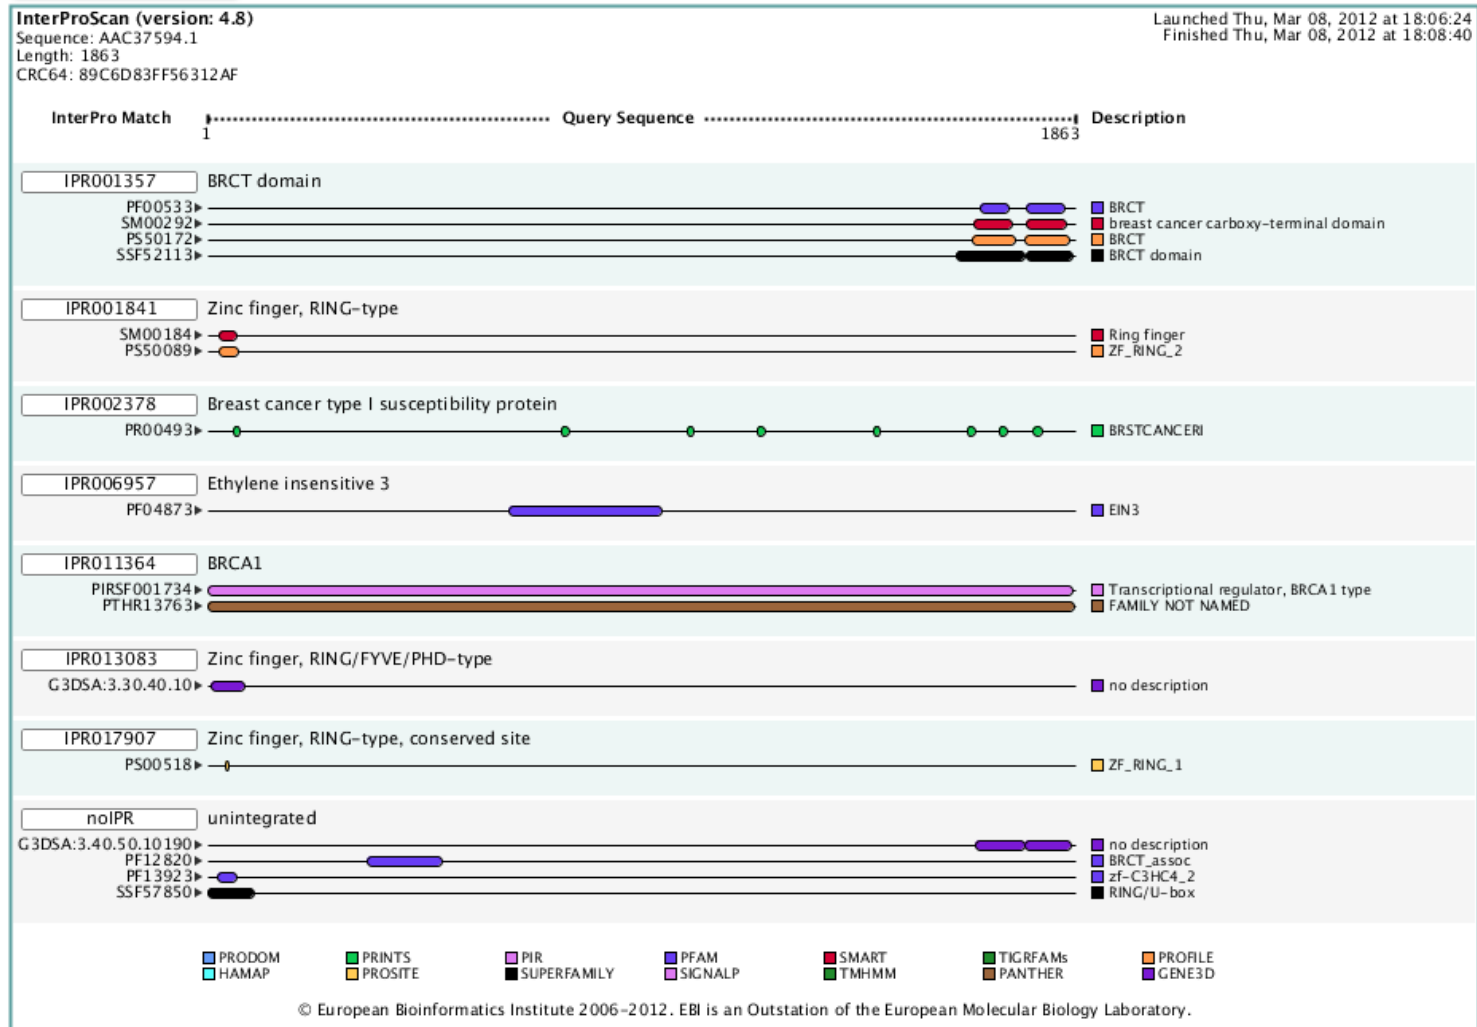 InterProScan (version: 4.8)
Launched Thu, Mar 08, 2012 at 18:06:24
Sequence: AAC37594.1
Finished Thu, Mar 08, 2012 at 18:08:40
Length: 1863
CRC64: 89C6D83FF56312AF
InterPro Match Query Sequence Description
1 1863
IPR001357 BRCT domain
PF00533 BRCT
SM00292 breast cancer carboxy-terminal domain
PS50172 BRCT
SSF52113 BRCT domain
IPR001841 Zinc finger, RING-type
SM00184 Ring finger
PS50089 ZF_RING_2
IPR002378 Breast cancer type I susceptibility protein
PR00493 BRSTCANCERI
IPR006957 Ethylene insensitive 3
PF04873 EIN3
IPR011364 BRCA1
PIRSF001734 Transcriptional regulator, BRCA1 type
PTHR13763 FAMILY NOT NAMED
IPR013083 Zinc finger, RING/FYVE/PHD-type
G3DSA:3.30.40.10 no description
IPR017907 Zinc finger, RING-type, conserved site
PS00518 ZF_RING_1
noIPR unintegrated
G3DSA:3.40.50.10190 no description
PF12820 BRCT_assoc
PF13923 zf-C3HC4_2
SSF57850 RING/U-box
PRODOM PRINTS PIR PFAM SMART TIGRFAMs PROFILE
HAMAP PROSITE SUPERFAMILY SIGNALP TMHMM PANTHER GENE3D
© European Bioinformatics Institute 2006-2012. EBI is an Outstation of the European Molecular Biology Laboratory.